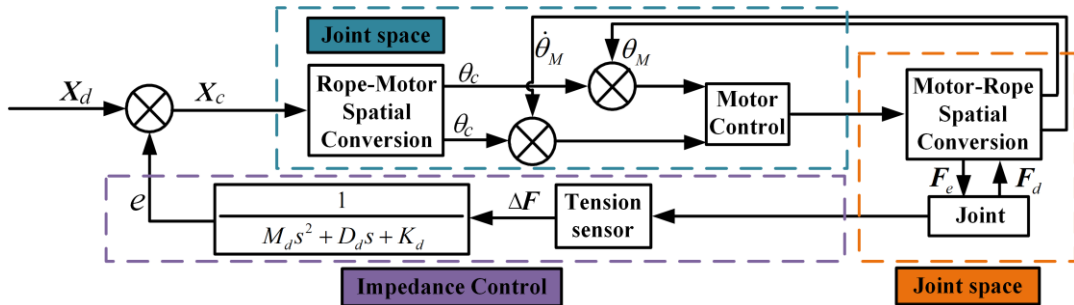 Joint space
θ̇_M
θ_M
X_d
X_c
Rope-Motor
Spatial
Conversion
θ_c
θ_c
Motor
Control
Motor-Rope
Spatial
Conversion
F_e
F_d
Joint
e
1
M_d s² + D_d s + K_d
ΔF
Tension
sensor
Impedance Control
Joint space